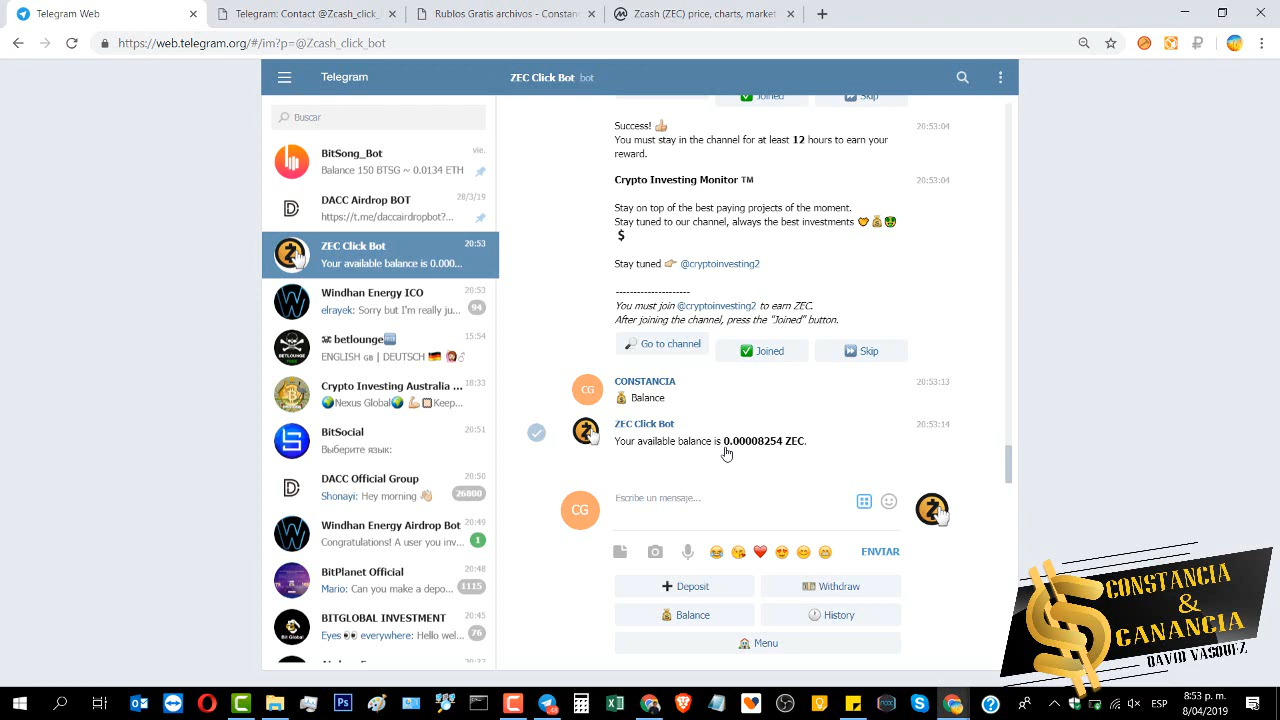 Telegram Web
Telegram: Contact @Zcash_click
Rublos Gratis archivos - Constan
Zcash (ZEC) price, charts, market
https://web.telegram.org/#/im?p=@Zcash_click_bot
Telegram
ZEC Click Bot bot
Buscar
BitSong_Bot
vie.
Balance 150 BTSG ~ 0.0134 ETH
DACC Airdrop BOT
28/3/19
https://t.me/daccairdropbot?...
ZEC Click Bot
20:53
Your available balance is 0.000...
Windhan Energy ICO
20:53
elrayek: Sorry but I'm really ju...
94
betlounge
15:54
ENGLISH GB | DEUTSCH
Crypto Investing Australia ...
18:33
Nexus Global Keep...
BitSocial
20:51
Выберите язык:
DACC Official Group
20:50
Shonayi: Hey morning
26800
Windhan Energy Airdrop Bot
20:49
Congratulations! A user you inv...
1
BitPlanet Official
20:48
Mario: Can you make a depo...
1115
BITGLOBAL INVESTMENT
20:45
Eyes everywhere: Hello wel...
76
Joined
Skip
Success!
20:53:04
You must stay in the channel for at least 12 hours to earn your
reward.
Crypto Investing Monitor ™
20:53:04
Stay on top of the best paying projects of the moment.
Stay tuned to our channel, always the best investments
$
Stay tuned @cryptoinvesting2
---------------------
You must join @cryptoinvesting2 to earn ZEC.
After joining the channel, press the "Joined" button.
Go to channel
Joined
Skip
CG
CONSTANCIA
20:53:13
Balance
ZEC Click Bot
20:53:14
Your available balance is 0.00008254 ZEC.
CG
Escribe un mensaje...
ENVIAR
Deposit
Withdraw
Balance
History
Menu
CONSTANCIA
&
GANANCIA
DAVID VASQUEZ
ESP
8:53 p. m.
8/04/2019